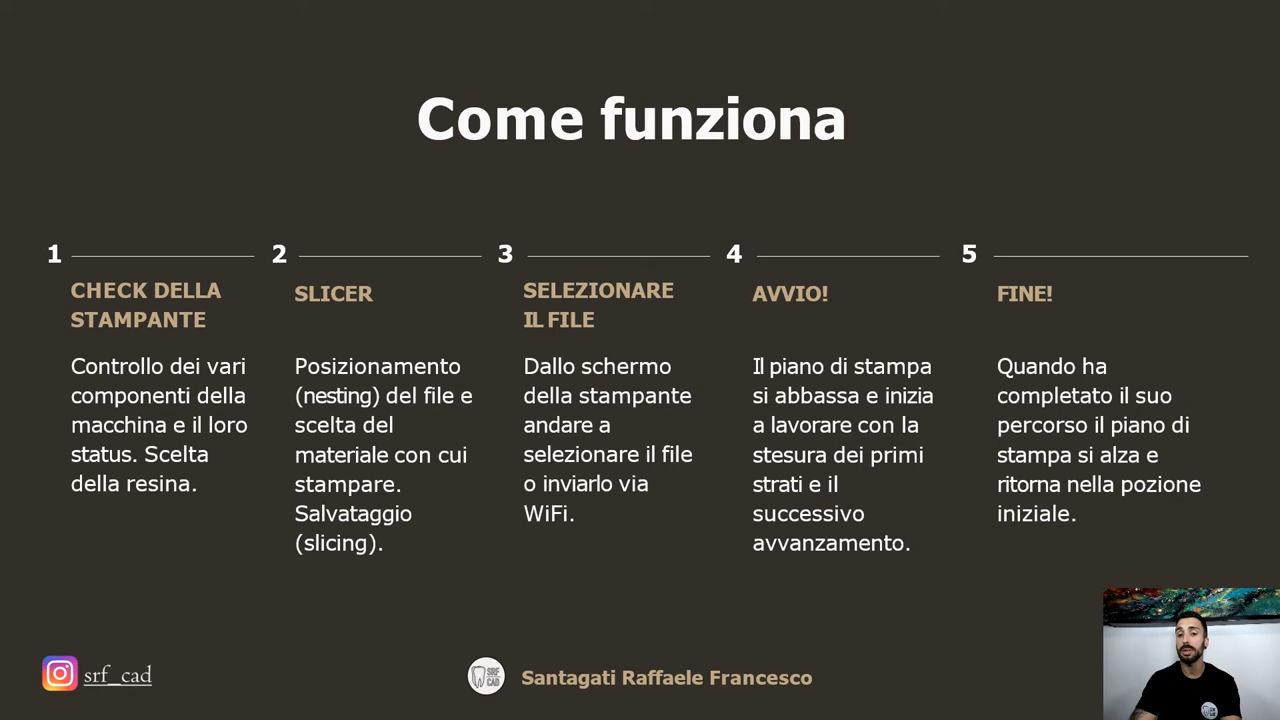 Come funziona
1
CHECK DELLA
STAMPANTE
Controllo dei vari
componenti della
macchina e il loro
status. Scelta
della resina.
2
SLICER
Posizionamento
(nesting) del file e
scelta del
materiale con cui
stampare.
Salvataggio
(slicing).
3
SELEZIONARE
IL FILE
Dallo schermo
della stampante
andare a
selezionare il file
o inviarlo via
WiFi.
4
AVVIO!
Il piano di stampa
si abbassa e inizia
a lavorare con la
stesura dei primi
strati e il
successivo
avvanzamento.
5
FINE!
Quando ha
completato il suo
percorso il piano di
stampa si alza e
ritorna nella pozione
iniziale.
srf_cad
SRF
CAD
Santagati Raffaele Francesco